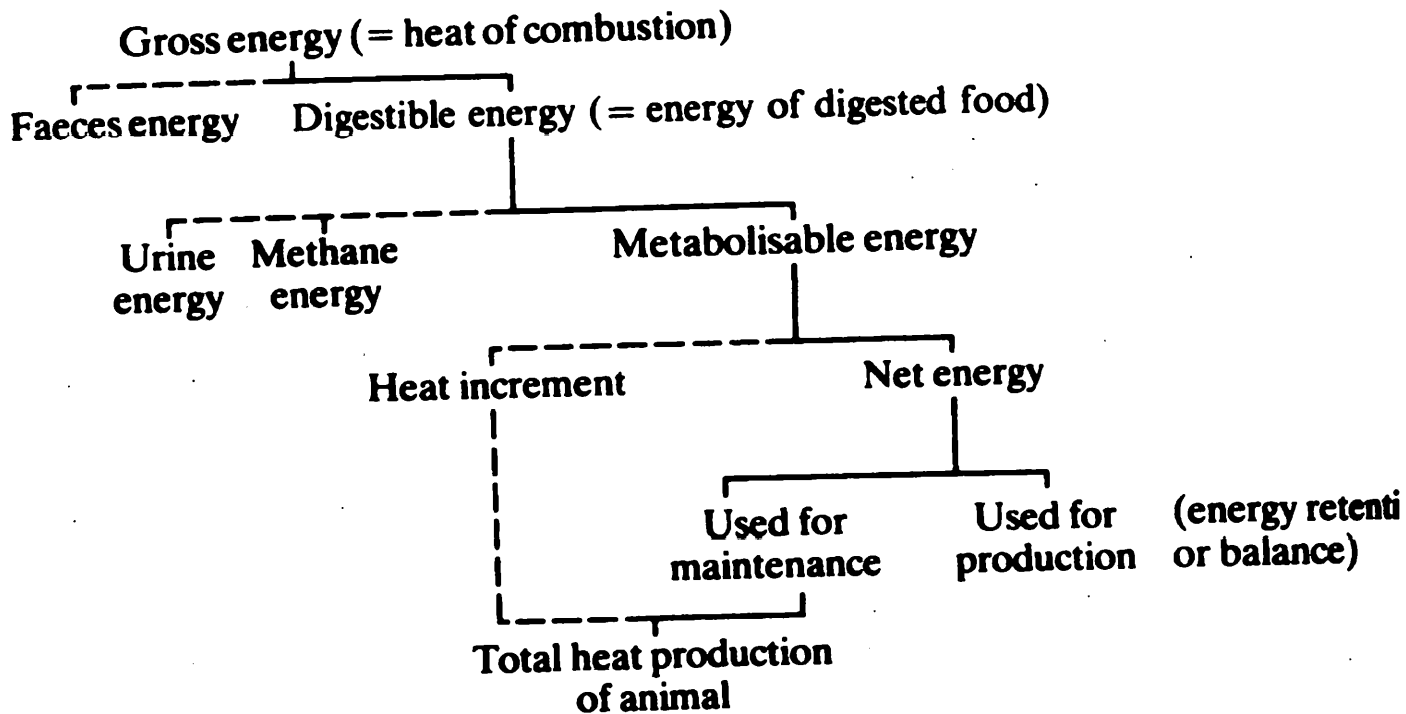 Gross energy (= heat of combustion)
Faeces energy Digestible energy (= energy of digested food)
Urine energy
Methane energy
Metabolisable energy
Heat increment
Net energy
Used for maintenance
Used for production
(energy retenti
or balance)
Total heat production
of animal